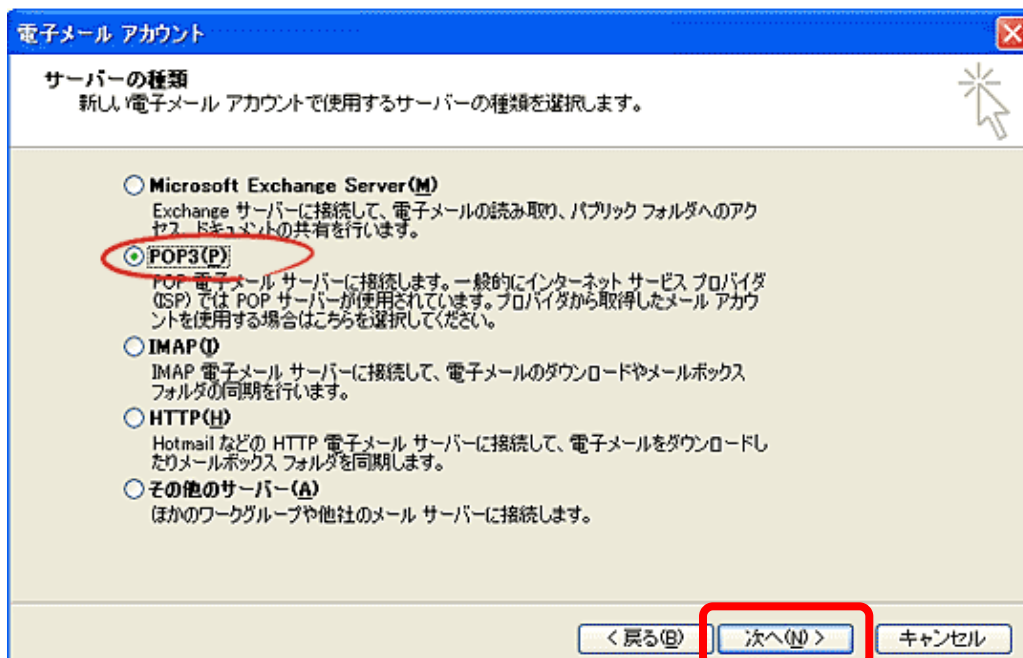 電子メール アカウント
サーバーの種類
新しい電子メール アカウントで使用するサーバーの種類を選択します。
Microsoft Exchange Server(M)
Exchange サーバーに接続して、電子メールの読み取り、パブリック フォルダへのアク
セス、ドキュメントの共有を行います。
POP3(P)
POP 電子メール サーバーに接続します。一般的にインターネット サービス プロバイダ
(ISP) では POP サーバーが使用されています。プロバイダから取得したメール アカウ
ントを使用する場合はこちらを選択してください。
IMAP(I)
IMAP 電子メール サーバーに接続して、電子メールのダウンロードやメールボックス
フォルダの同期を行います。
HTTP(H)
Hotmail などの HTTP 電子メール サーバーに接続して、電子メールをダウンロードし
たりメールボックス フォルダを同期します。
その他のサーバー(A)
ほかのワークグループや他社のメール サーバーに接続します。
< 戻る(B) 次へ(N) > キャンセル